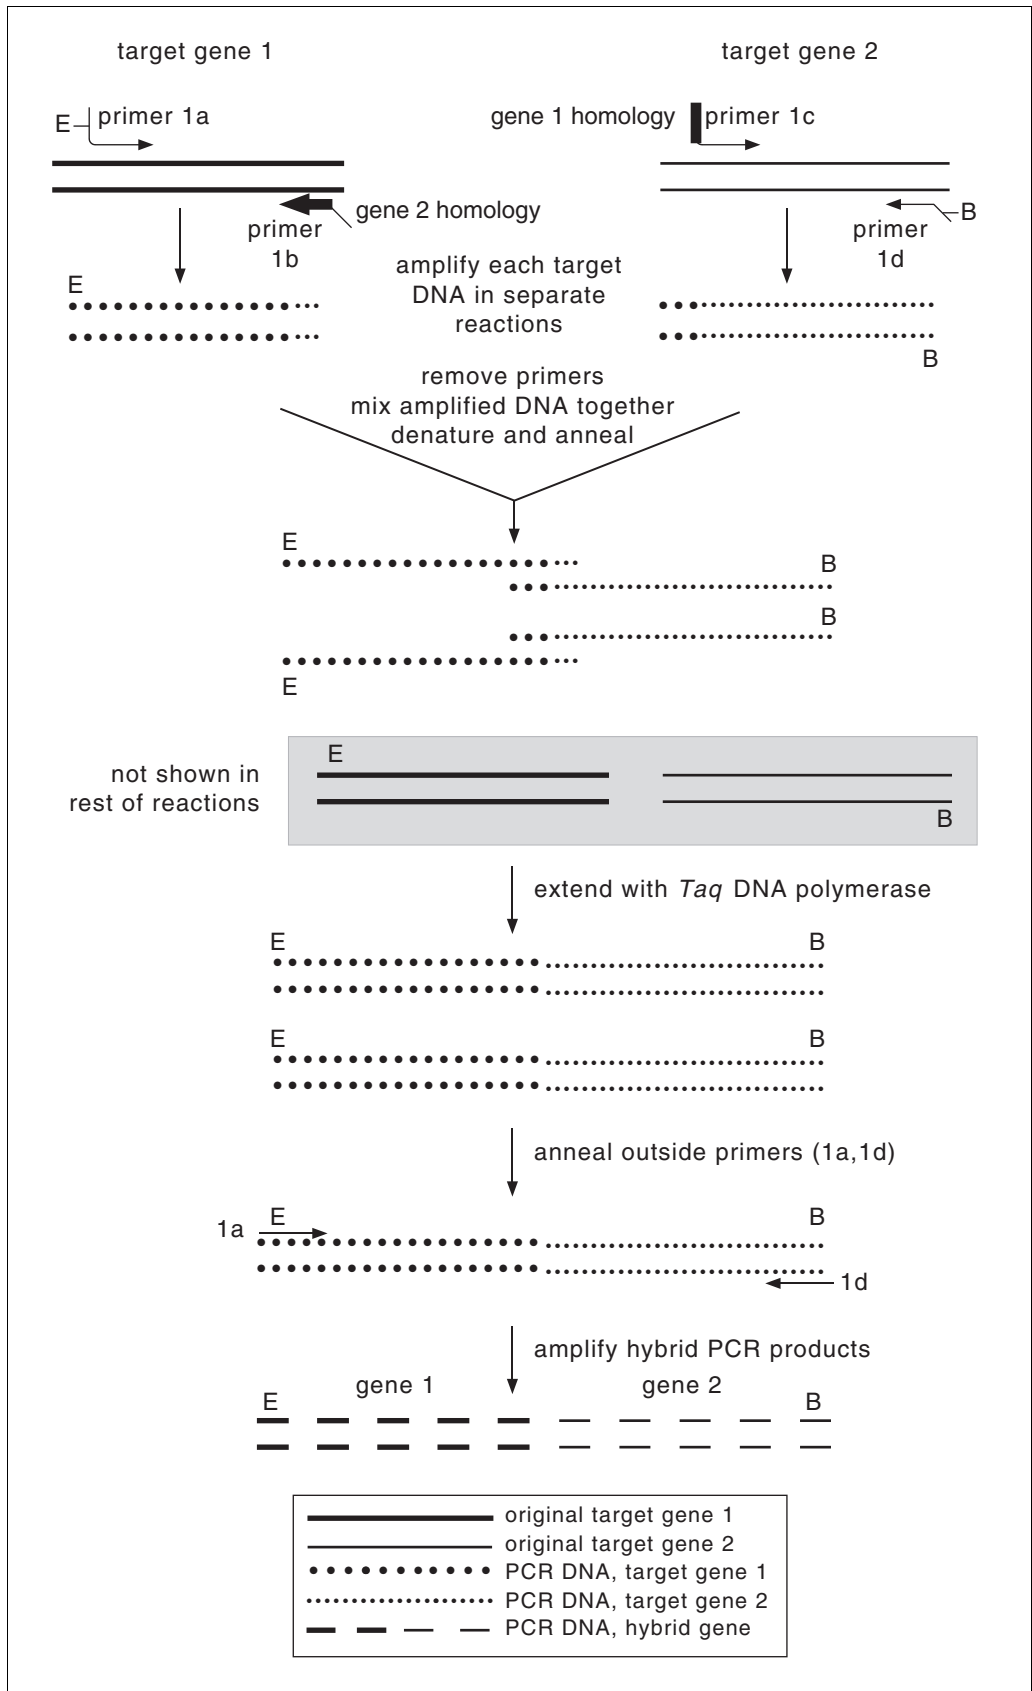 target gene 1
target gene 2
E
primer 1a
gene 1 homology
primer 1c
gene 2 homology
B
primer
1b
primer
1d
E
amplify each target
DNA in separate
reactions
B
remove primers
mix amplified DNA together
denature and anneal
E
B
B
E
not shown in
rest of reactions
E
B
extend with Taq DNA polymerase
E
B
E
B
anneal outside primers (1a,1d)
1a
E
B
1d
amplify hybrid PCR products
gene 1
gene 2
E
B
original target gene 1
original target gene 2
PCR DNA, target gene 1
PCR DNA, target gene 2
PCR DNA, hybrid gene